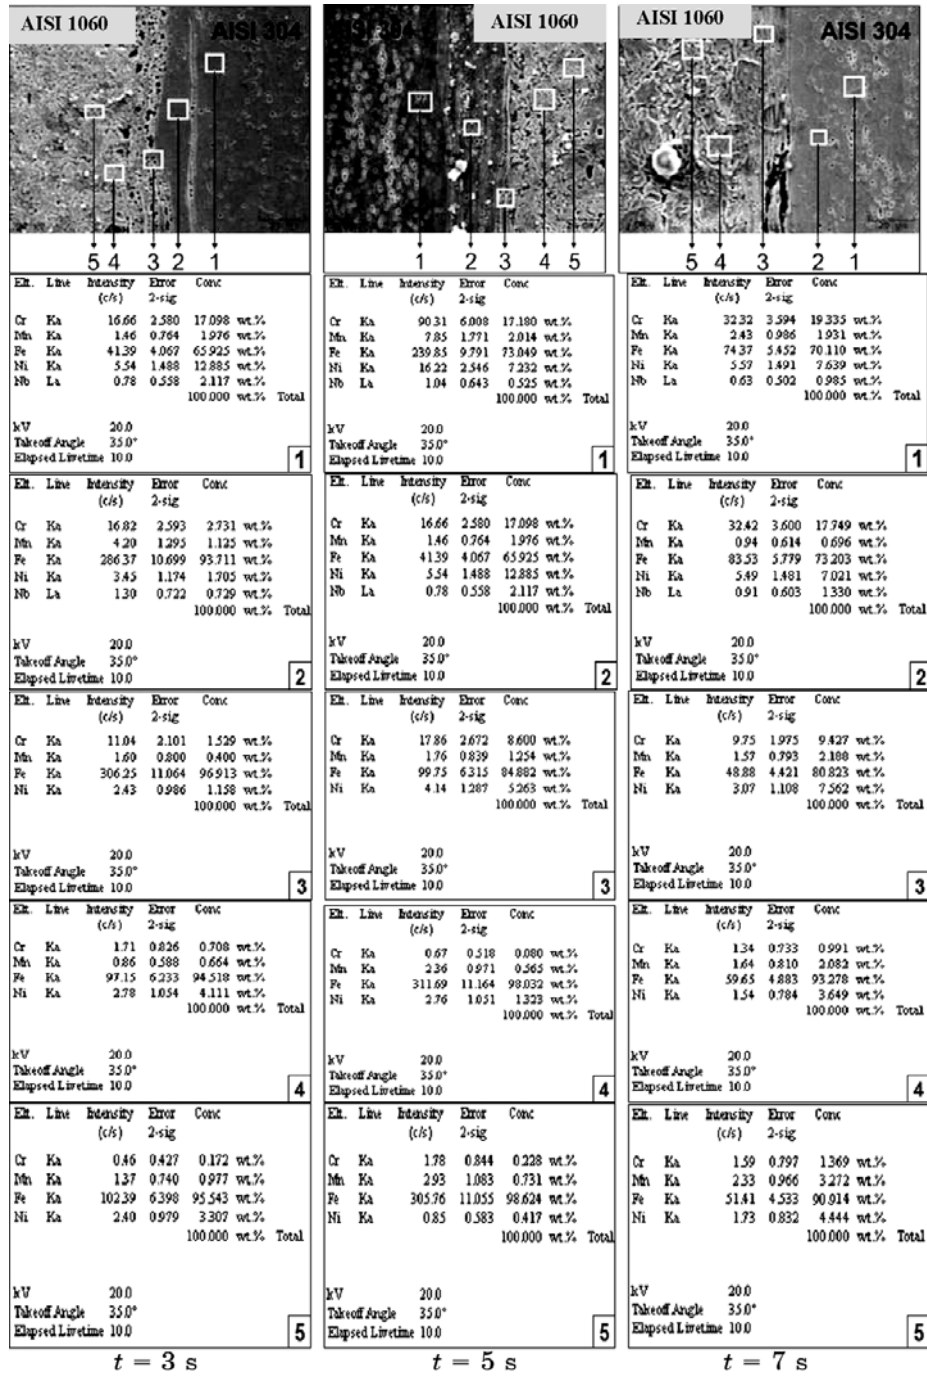 AISI 1060
AISI 304
5 4 3 2 1
Elt. Line Intensity Error Conc
(c/s) 2-sig
Cr Ka 16.66 2.580 17.098 wt.%
Mn Ka 1.46 0.764 1.976 wt.%
Fe Ka 41.39 4.067 65.925 wt.%
Ni Ka 5.54 1.488 12.885 wt.%
Nb La 0.78 0.558 2.117 wt.%
100.000 wt.% Total
kV 20.0
Takeoff Angle 35.0°
Elapsed Livetime 10.0
1
Elt. Line Intensity Error Conc
(c/s) 2-sig
Cr Ka 16.82 2.593 2.731 wt.%
Mn Ka 4.20 1.295 1.125 wt.%
Fe Ka 286.37 10.699 93.711 wt.%
Ni Ka 3.45 1.174 1.705 wt.%
Nb La 1.30 0.722 0.729 wt.%
100.000 wt.% Total
kV 20.0
Takeoff Angle 35.0°
Elapsed Livetime 10.0
2
Elt. Line Intensity Error Conc
(c/s) 2-sig
Cr Ka 11.04 2.101 1.529 wt.%
Mn Ka 1.60 0.800 0.400 wt.%
Fe Ka 306.25 11.064 96.913 wt.%
Ni Ka 2.43 0.986 1.158 wt.%
100.000 wt.% Total
kV 20.0
Takeoff Angle 35.0°
Elapsed Livetime 10.0
3
Elt. Line Intensity Error Conc
(c/s) 2-sig
Cr Ka 1.71 0.826 0.708 wt.%
Mn Ka 0.86 0.588 0.664 wt.%
Fe Ka 97.15 6.233 94.518 wt.%
Ni Ka 2.78 1.054 4.111 wt.%
100.000 wt.% Total
kV 20.0
Takeoff Angle 35.0°
Elapsed Livetime 10.0
4
Elt. Line Intensity Error Conc
(c/s) 2-sig
Cr Ka 0.46 0.427 0.172 wt.%
Mn Ka 1.37 0.740 0.977 wt.%
Fe Ka 102.39 6.398 95.543 wt.%
Ni Ka 2.40 0.979 3.307 wt.%
100.000 wt.% Total
kV 20.0
Takeoff Angle 35.0°
Elapsed Livetime 10.0
5
t = 3 s
AISI 304
AISI 1060
1 2 3 4 5
Elt. Line Intensity Error Conc
(c/s) 2-sig
Cr Ka 90.31 6.008 17.180 wt.%
Mn Ka 7.85 1.771 2.014 wt.%
Fe Ka 239.85 9.791 73.049 wt.%
Ni Ka 16.22 2.546 7.232 wt.%
Nb La 1.04 0.643 0.525 wt.%
100.000 wt.% Total
kV 20.0
Takeoff Angle 35.0°
Elapsed Livetime 10.0
1
Elt. Line Intensity Error Conc
(c/s) 2-sig
Cr Ka 16.66 2.580 17.098 wt.%
Mn Ka 1.46 0.764 1.976 wt.%
Fe Ka 41.39 4.067 65.925 wt.%
Ni Ka 5.54 1.488 12.885 wt.%
Nb La 0.78 0.558 2.117 wt.%
100.000 wt.% Total
kV 20.0
Takeoff Angle 35.0°
Elapsed Livetime 10.0
2
Elt. Line Intensity Error Conc
(c/s) 2-sig
Cr Ka 17.86 2.672 8.600 wt.%
Mn Ka 1.76 0.839 1.254 wt.%
Fe Ka 99.75 6.315 84.882 wt.%
Ni Ka 4.14 1.287 5.263 wt.%
100.000 wt.% Total
kV 20.0
Takeoff Angle 35.0°
Elapsed Livetime 10.0
3
Elt. Line Intensity Error Conc
(c/s) 2-sig
Cr Ka 0.67 0.518 0.080 wt.%
Mn Ka 2.36 0.971 0.565 wt.%
Fe Ka 311.69 11.164 98.032 wt.%
Ni Ka 2.76 1.051 1.323 wt.%
100.000 wt.% Total
kV 20.0
Takeoff Angle 35.0°
Elapsed Livetime 10.0
4
Elt. Line Intensity Error Conc
(c/s) 2-sig
Cr Ka 1.78 0.844 0.228 wt.%
Mn Ka 2.93 1.083 0.731 wt.%
Fe Ka 305.76 11.055 98.624 wt.%
Ni Ka 0.85 0.583 0.417 wt.%
100.000 wt.% Total
kV 20.0
Takeoff Angle 35.0°
Elapsed Livetime 10.0
5
t = 5 s
AISI 1060
AISI 304
5 4 3 2 1
Elt. Line Intensity Error Conc
(c/s) 2-sig
Cr Ka 32.32 3.594 19.335 wt.%
Mn Ka 2.43 0.986 1.931 wt.%
Fe Ka 74.37 5.452 70.110 wt.%
Ni Ka 5.57 1.491 7.639 wt.%
Nb La 0.63 0.502 0.985 wt.%
100.000 wt.% Total
kV 20.0
Takeoff Angle 35.0°
Elapsed Livetime 10.0
1
Elt. Line Intensity Error Conc
(c/s) 2-sig
Cr Ka 32.42 3.600 17.749 wt.%
Mn Ka 0.94 0.614 0.696 wt.%
Fe Ka 83.53 5.779 73.203 wt.%
Ni Ka 5.49 1.481 7.021 wt.%
Nb La 0.91 0.603 1.330 wt.%
100.000 wt.% Total
kV 20.0
Takeoff Angle 35.0°
Elapsed Livetime 10.0
2
Elt. Line Intensity Error Conc
(c/s) 2-sig
Cr Ka 9.75 1.975 9.427 wt.%
Mn Ka 1.57 0.793 2.188 wt.%
Fe Ka 48.88 4.421 80.823 wt.%
Ni Ka 3.07 1.108 7.562 wt.%
100.000 wt.% Total
kV 20.0
Takeoff Angle 35.0°
Elapsed Livetime 10.0
3
Elt. Line Intensity Error Conc
(c/s) 2-sig
Cr Ka 1.34 0.733 0.991 wt.%
Mn Ka 1.64 0.810 2.082 wt.%
Fe Ka 59.65 4.883 93.278 wt.%
Ni Ka 1.54 0.784 3.649 wt.%
100.000 wt.% Total
kV 20.0
Takeoff Angle 35.0°
Elapsed Livetime 10.0
4
Elt. Line Intensity Error Conc
(c/s) 2-sig
Cr Ka 1.59 0.797 1.369 wt.%
Mn Ka 2.33 0.966 3.272 wt.%
Fe Ka 51.41 4.533 90.914 wt.%
Ni Ka 1.73 0.832 4.444 wt.%
100.000 wt.% Total
kV 20.0
Takeoff Angle 35.0°
Elapsed Livetime 10.0
5
t = 7 s